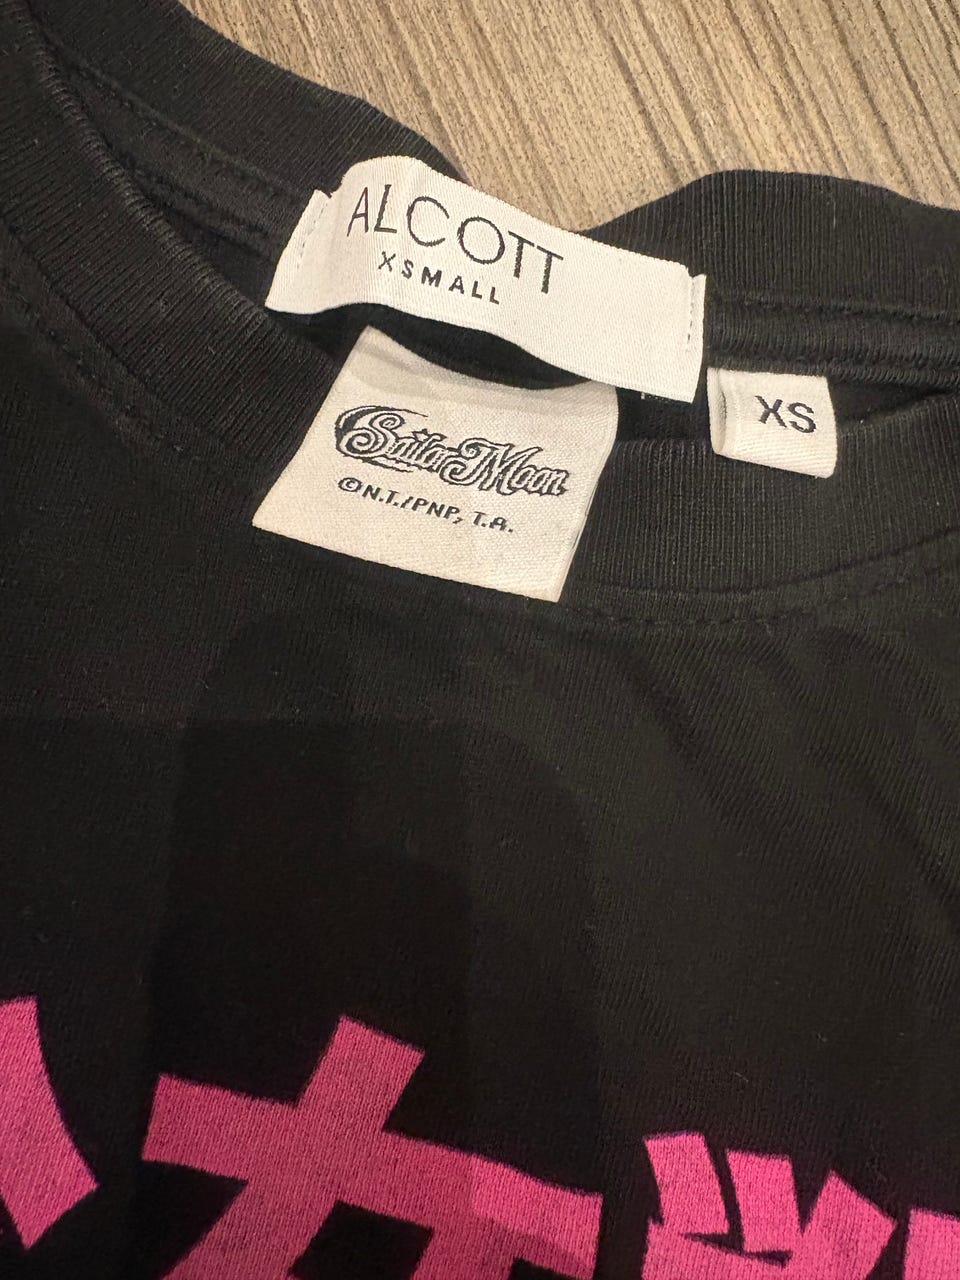 ALCOTT
XSMALL
XS
Sailor Moon
©N.T./PNP, T.A.